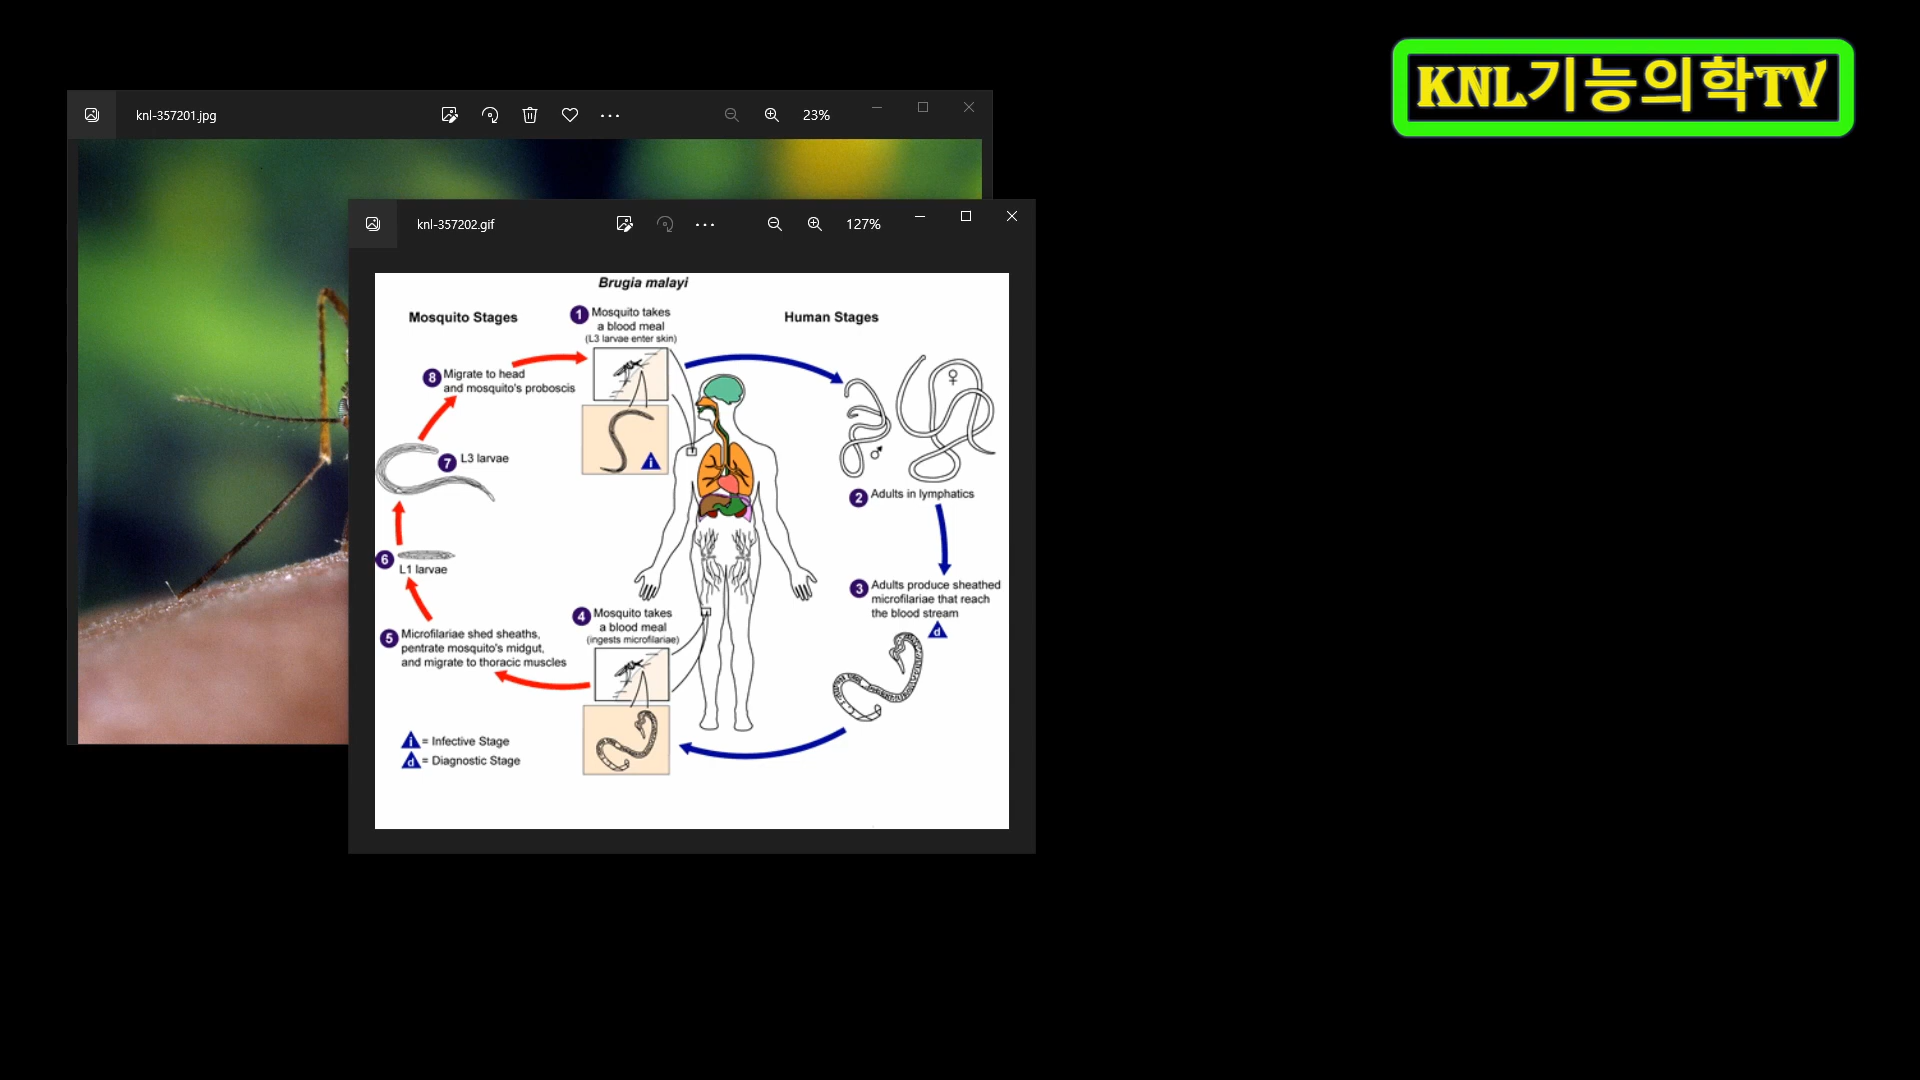 KNL기능의학TV
knl-357201.jpg
23%
knl-357202.gif
127%
Brugia malayi
Mosquito Stages
Human Stages
1 Mosquito takes
a blood meal
(L3 larvae enter skin)
i
2 Adults in lymphatics
3 Adults produce sheathed
microfilariae that reach
the blood stream
d
4 Mosquito takes
a blood meal
(ingests microfilariae)
5 Microfilariae shed sheaths,
pentrate mosquito's midgut,
and migrate to thoracic muscles
6
L1 larvae
7 L3 larvae
8 Migrate to head
and mosquito's proboscis
i = Infective Stage
d = Diagnostic Stage